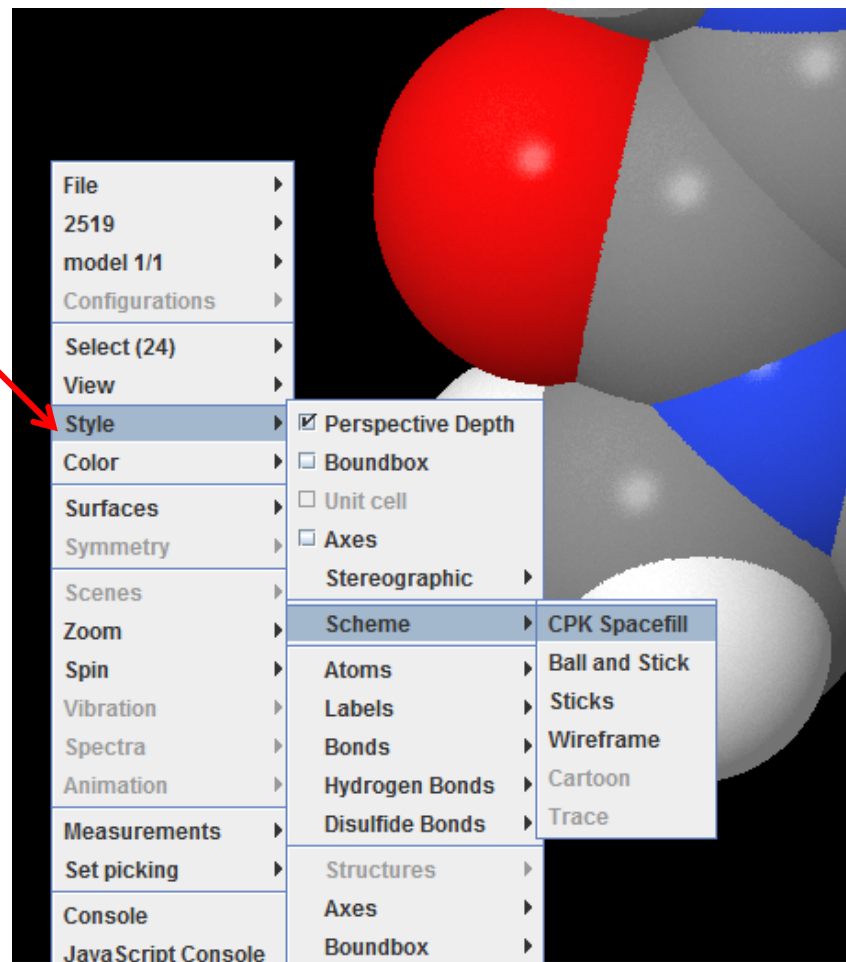 File
2519
model 1/1
Configurations
Select (24)
View
Style
Color
Surfaces
Symmetry
Scenes
Zoom
Spin
Vibration
Spectra
Animation
Measurements
Set picking
Console
JavaScript Console
Perspective Depth
Boundbox
Unit cell
Axes
Stereographic
Scheme
Atoms
Labels
Bonds
Hydrogen Bonds
Disulfide Bonds
Structures
Axes
Boundbox
CPK Spacefill
Ball and Stick
Sticks
Wireframe
Cartoon
Trace